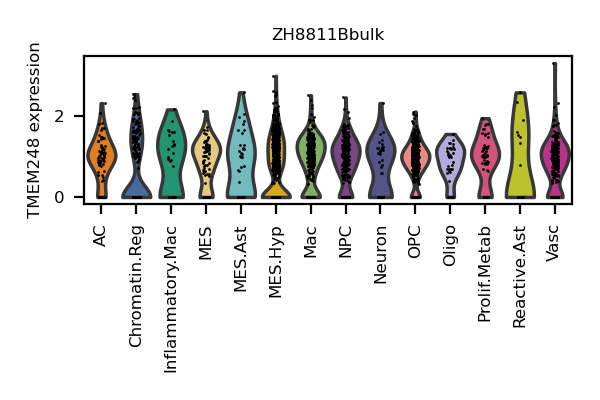 ZH8811Bbulk
TMEM248 expression
2
0
AC
Chromatin.Reg
Inflammatory.Mac
MES
MES.Ast
MES.Hyp
Mac
NPC
Neuron
OPC
Oligo
Prolif.Metab
Reactive.Ast
Vasc